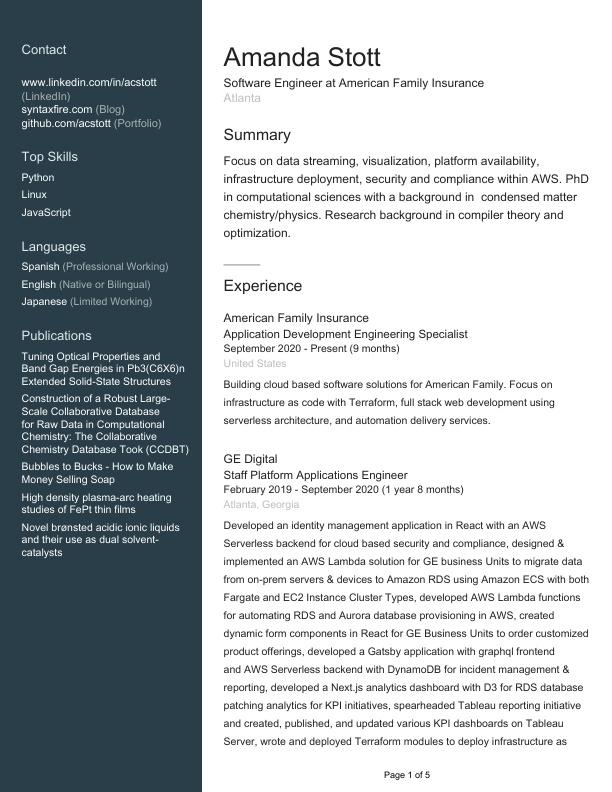 Contact
www.linkedin.com/in/acstott
(LinkedIn)
syntaxfire.com (Blog)
github.com/acstott (Portfolio)
Top Skills
Python
Linux
JavaScript
Languages
Spanish (Professional Working)
English (Native or Bilingual)
Japanese (Limited Working)
Publications
Tuning Optical Properties and
Band Gap Energies in Pb3(C6X6)n
Extended Solid-State Structures
Construction of a Robust Large-
Scale Collaborative Database
for Raw Data in Computational
Chemistry: The Collaborative
Chemistry Database Took (CCDBT)
Bubbles to Bucks - How to Make
Money Selling Soap
High density plasma-arc heating
studies of FePt thin films
Novel brønsted acidic ionic liquids
and their use as dual solvent-
catalysts
Amanda Stott
Software Engineer at American Family Insurance
Atlanta
Summary
Focus on data streaming, visualization, platform availability,
infrastructure deployment, security and compliance within AWS. PhD
in computational sciences with a background in  condensed matter
chemistry/physics. Research background in compiler theory and
optimization.
Experience
American Family Insurance
Application Development Engineering Specialist
September 2020 - Present (9 months)
United States
Building cloud based software solutions for American Family. Focus on
infrastructure as code with Terraform, full stack web development using
serverless architecture, and automation delivery services.
GE Digital
Staff Platform Applications Engineer
February 2019 - September 2020 (1 year 8 months)
Atlanta, Georgia
Developed an identity management application in React with an AWS
Serverless backend for cloud based security and compliance, designed &
implemented an AWS Lambda solution for GE business Units to migrate data
from on-prem servers & devices to Amazon RDS using Amazon ECS with both
Fargate and EC2 Instance Cluster Types, developed AWS Lambda functions
for automating RDS and Aurora database provisioning in AWS, created
dynamic form components in React for GE Business Units to order customized
product offerings, developed a Gatsby application with graphql frontend
and AWS Serverless backend with DynamoDB for incident management &
reporting, developed a Next.js analytics dashboard with D3 for RDS database
patching analytics for KPI initiatives, spearheaded Tableau reporting initiative
and created, published, and updated various KPI dashboards on Tableau
Server, wrote and deployed Terraform modules to deploy infrastructure as
Page 1 of 5